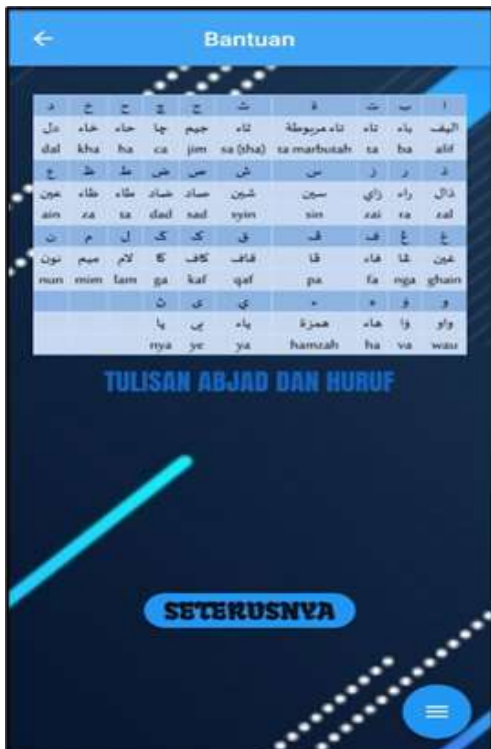 Bantuan
ا ب ت ة ث ج چ ح خ د
اليف باء تاء تاء مربوطة ثاء جيم چا حاء خاء دال
dal kha ha ca jim sa (sha) ta marbutah ta ba alif
ذ ر ز س ش ص ض ط ظ ع
ذال راء زاي سين شين صاد ضاد طاء ظاء عين
ain za ta dad sad syin sin zai ra zal
غ ڠ ف ڤ ق ک ݢ ل م ن
غين ڠا فاء ڤا قاف کاف ݢا لام ميم نون
nun mim lam ga kaf qaf pa fa nga ghain
و ۏ ه ء ي ى ڽ
واو ۏا هاء همزة ياء يى ڽا
nya ye ya hamzah ha va wau
TULISAN ABJAD DAN HURUF
SETERUSNYA